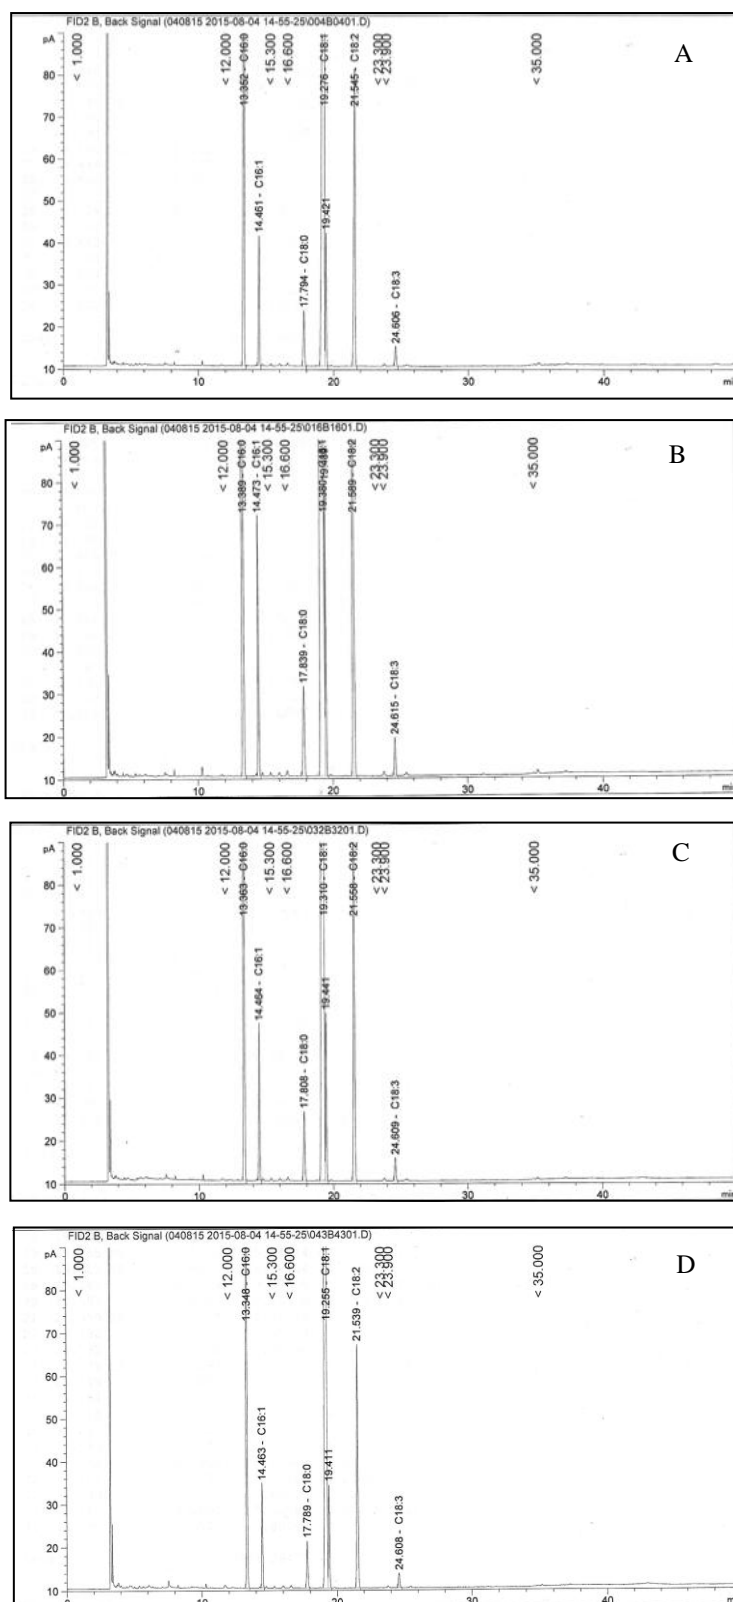 FID2 B, Back Signal (040815 2015-08-04 14-55-25\004B0401.D)
pA
A
< 1.000
< 12.000
13.352 - C16:0
14.461 - C16:1
< 15.300
< 16.600
17.794 - C18:0
19.276 - C18:1
19.421
21.545 - C18:2
< 23.300
< 23.900
24.606 - C18:3
< 35.000
80
70
60
50
40
30
20
10
0 10 20 30 40 min
FID2 B, Back Signal (040815 2015-08-04 14-55-25\016B1601.D)
pA
B
< 1.000
< 12.000
13.389 - C16:0
14.473 - C16:1
< 15.300
< 16.600
17.839 - C18:0
21.589 - C18:2
< 23.300
< 23.900
24.615 - C18:3
< 35.000
80
70
60
50
40
30
20
10
0 10 20 30 40 min
FID2 B, Back Signal (040815 2015-08-04 14-55-25\032B3201.D)
pA
C
< 1.000
< 12.000
13.363 - C16:0
14.464 - C16:1
< 15.300
< 16.600
17.808 - C18:0
19.310 - C18:1
19.441
21.558 - C18:2
< 23.300
< 23.900
24.609 - C18:3
< 35.000
80
70
60
50
40
30
20
10
0 10 20 30 40 min
FID2 B, Back Signal (040815 2015-08-04 14-55-25\043B4301.D)
pA
D
< 1.000
< 12.000
13.348 - C16:0
14.463 - C16:1
< 15.300
< 16.600
17.789 - C18:0
19.255 - C18:1
19.411
21.539 - C18:2
< 23.300
< 23.900
24.608 - C18:3
< 35.000
80
70
60
50
40
30
20
10
0 10 20 30 40